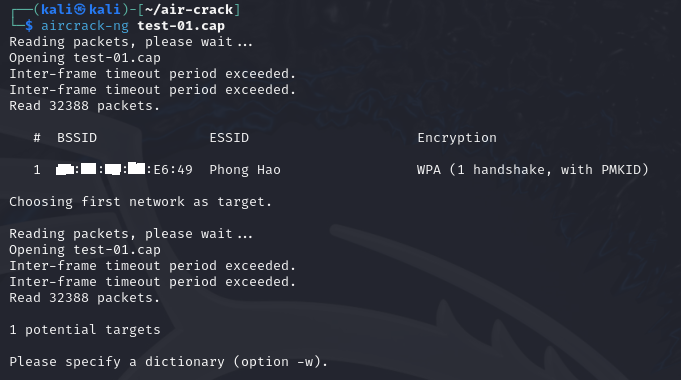 (kali㉿kali)-[~/air-crack]
$ aircrack-ng test-01.cap
Reading packets, please wait...
Opening test-01.cap
Inter-frame timeout period exceeded.
Inter-frame timeout period exceeded.
Read 32388 packets.
# BSSID ESSID Encryption
1 :E6:49 Phong Hao WPA (1 handshake, with PMKID)
Choosing first network as target.
Reading packets, please wait...
Opening test-01.cap
Inter-frame timeout period exceeded.
Inter-frame timeout period exceeded.
Read 32388 packets.
1 potential targets
Please specify a dictionary (option -w).